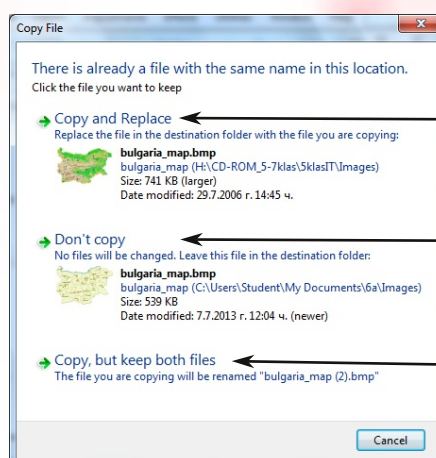 Copy File
There is already a file with the same name in this location.
Click the file you want to keep
Copy and Replace
Replace the file in the destination folder with the file you are copying:
bulgaria_map.bmp
bulgaria_map (H:\CD-ROM_5-7klas\5klasIT\Images)
Size: 741 KB (larger)
Date modified: 29.7.2006 г. 14:45 ч.
Don't copy
No files will be changed. Leave this file in the destination folder:
bulgaria_map.bmp
bulgaria_map (C:\Users\Student\My Documents\6a\Images)
Size: 539 KB
Date modified: 7.7.2013 г. 12:04 ч. (newer)
Copy, but keep both files
The file you are copying will be renamed "bulgaria_map (2).bmp"
Cancel